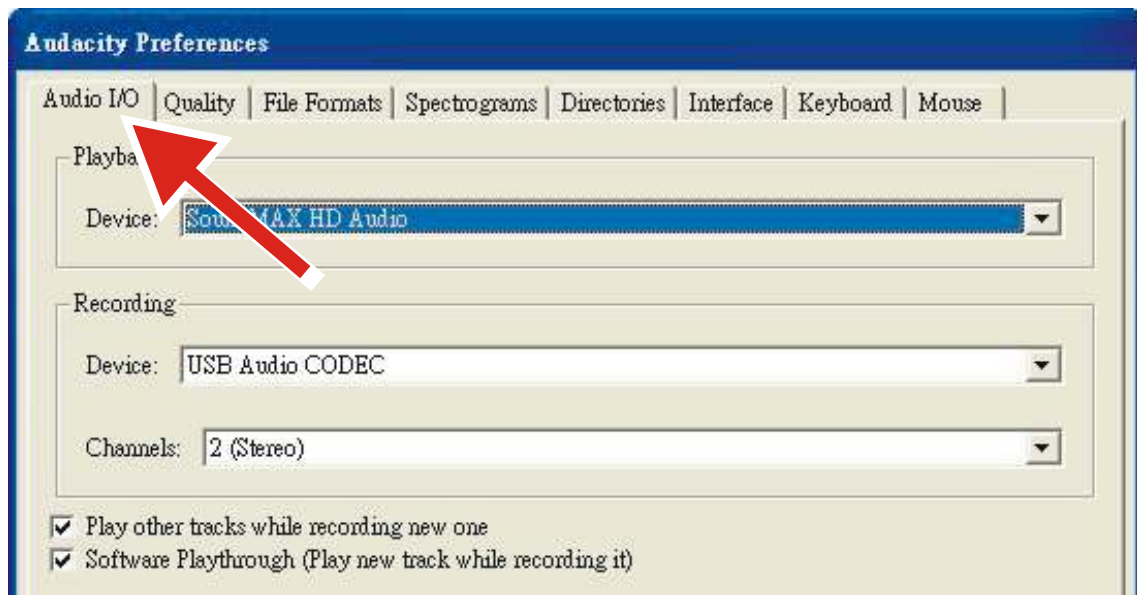 Audacity Preferences
Audio I/O Quality File Formats Spectrograms Directories Interface Keyboard Mouse
Device: MAX HD Audio
Recording
Device: USB Audio CODEC
Channels: 2 (Stereo)
Play other tracks while recording new one
Software Playthrough (Play new track while recording it)